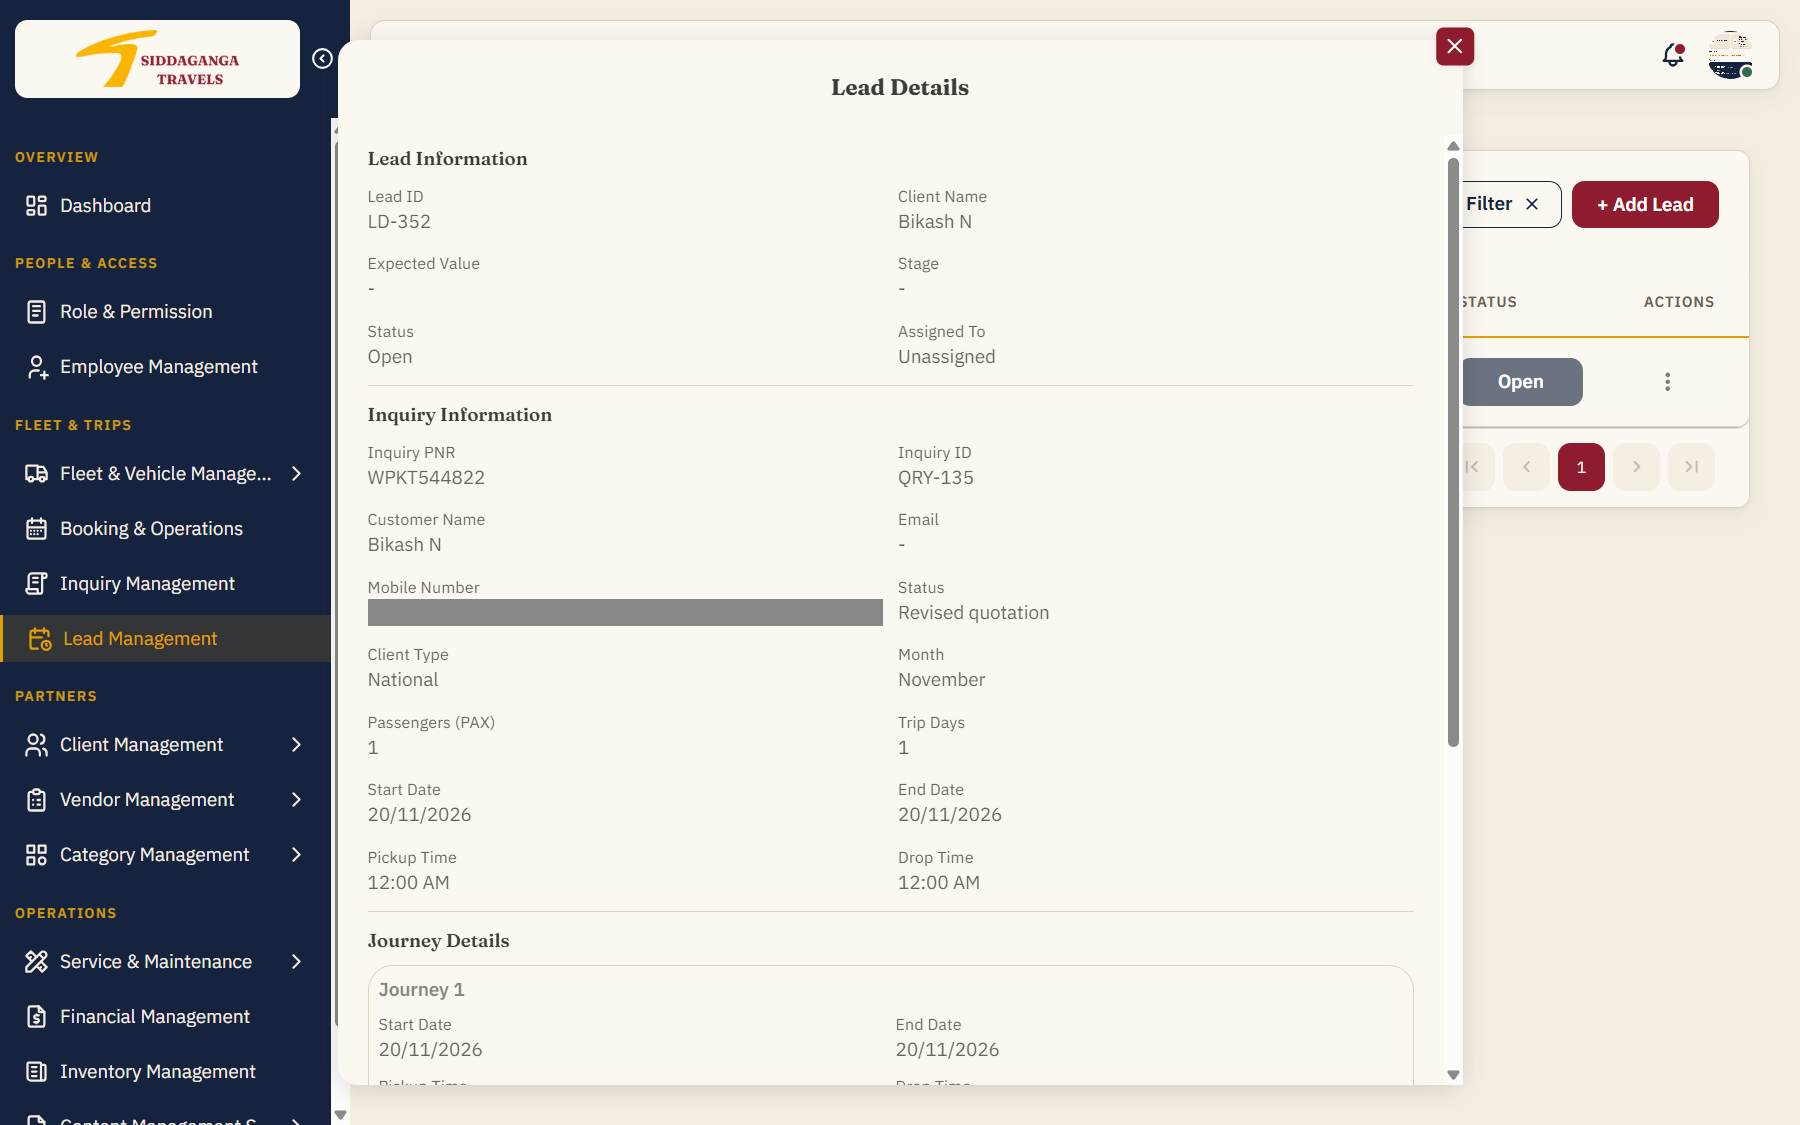 SIDDAGANGA
TRAVELS
OVERVIEW
Dashboard
PEOPLE & ACCESS
Role & Permission
Employee Management
FLEET & TRIPS
Fleet & Vehicle Manage...
Booking & Operations
Inquiry Management
Lead Management
PARTNERS
Client Management
Vendor Management
Category Management
OPERATIONS
Service & Maintenance
Financial Management
Inventory Management
Content Management S
Lead Details
Lead Information
Lead ID
LD-352
Client Name
Bikash N
Expected Value
-
Stage
-
Status
Open
Assigned To
Unassigned
Inquiry Information
Inquiry PNR
WPKT544822
Inquiry ID
QRY-135
Customer Name
Bikash N
Email
-
Mobile Number
Status
Revised quotation
Client Type
National
Month
November
Passengers (PAX)
1
Trip Days
1
Start Date
20/11/2026
End Date
20/11/2026
Pickup Time
12:00 AM
Drop Time
12:00 AM
Journey Details
Journey 1
Start Date
20/11/2026
End Date
20/11/2026
Pickup Time
Drop Time
Filter
+ Add Lead
STATUS
ACTIONS
Open
1